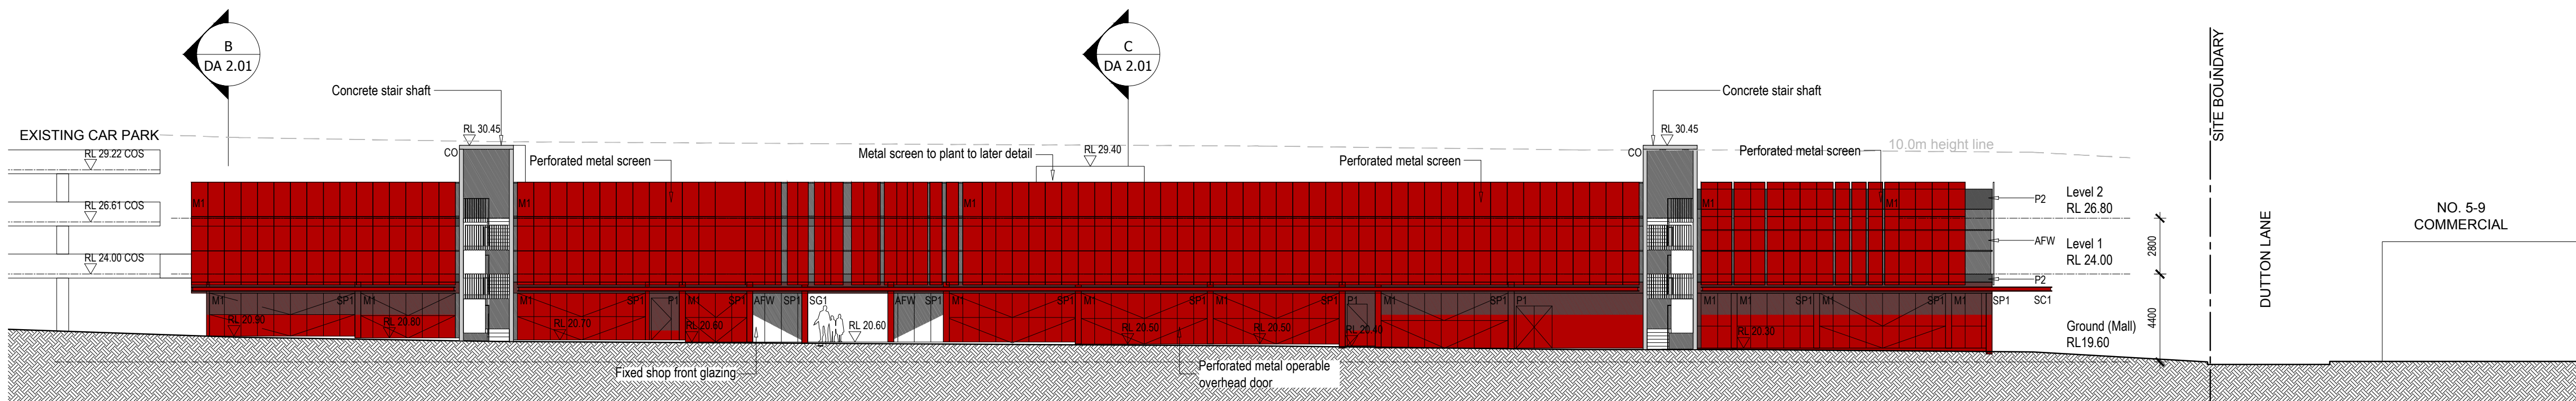 B
DA 2.01
C
DA 2.01
SITE BOUNDARY
Concrete stair shaft
Concrete stair shaft
EXISTING CAR PARK
RL 30.45
RL 30.45
10.0m height line
RL 29.22 COS
CO
Perforated metal screen
Metal screen to plant to later detail
RL 29.40
Perforated metal screen
CO
Perforated metal screen
M1
M1
M1
M1
M1
P2
Level 2
RL 26.80
RL 26.61 COS
NO. 5-9
COMMERCIAL
AFW
Level 1
RL 24.00
2800
DUTTON LANE
RL 24.00 COS
P2
M1
SP1
M1
M1
SP1
P1
M1
SP1
AFW
SP1
SG1
AFW
SP1
M1
SP1
M1
SP1
M1
SP1
P1
M1
SP1
P1
M1
M1
SP1
M1
SP1
M1
SP1
SC1
RL 20.90
RL 20.80
RL 20.70
RL 20.60
RL 20.60
RL 20.50
RL 20.50
RL 20.40
RL 20.30
4400
Ground (Mall)
RL19.60
Fixed shop front glazing
Perforated metal operable
overhead door